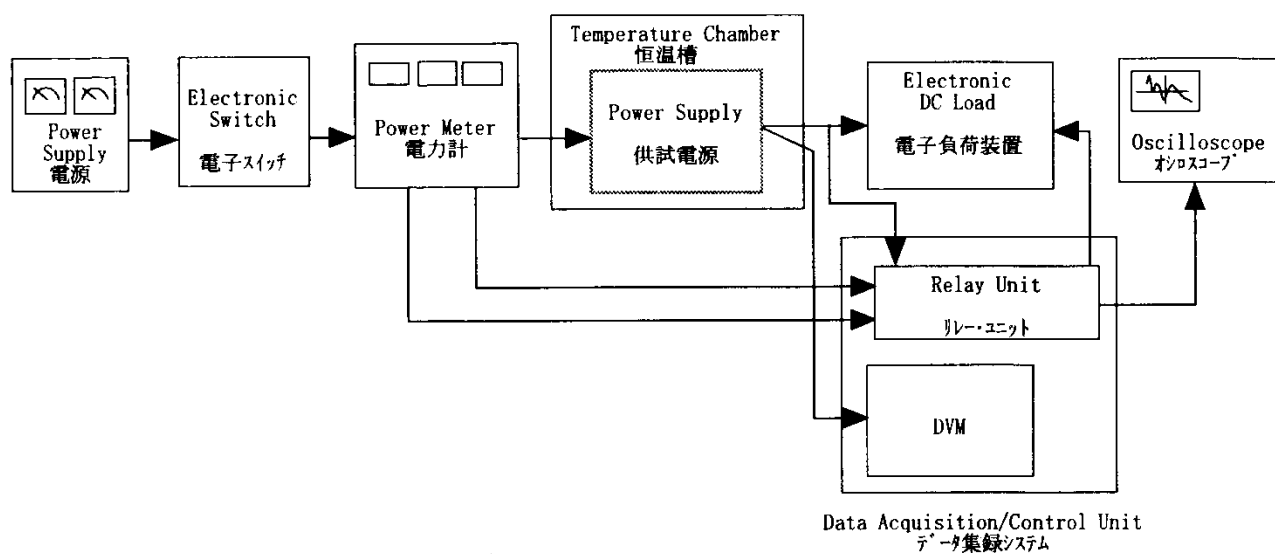 Power
Supply
電源
Electronic
Switch
電子スイッチ
Power Meter
電力計
Temperature Chamber
恒温槽
Power Supply
供試電源
Electronic
DC Load
電子負荷装置
Oscilloscope
オシロスコープ
Relay Unit
リレー・ユニット
DVM
Data Acquisition/Control Unit
データ集録システム